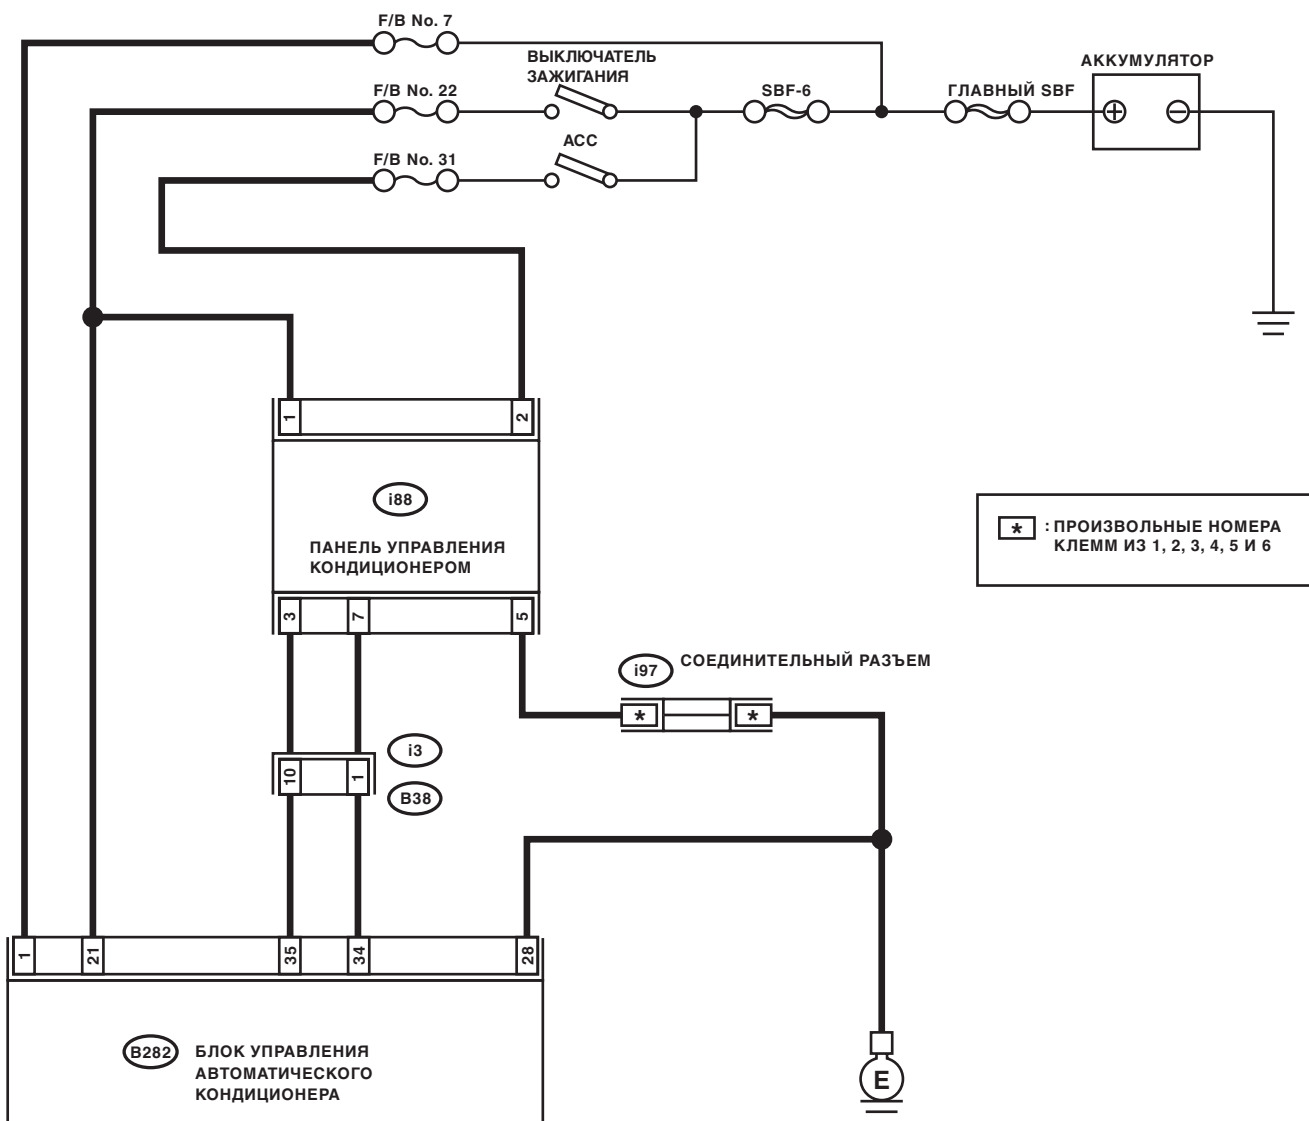 F/B No. 7
ВЫКЛЮЧАТЕЛЬ
ЗАЖИГАНИЯ
АККУМУЛЯТОР
F/B No. 22
SBF-6
ГЛАВНЫЙ SBF
+
−
F/B No. 31
ACC
1
2
i88
ПАНЕЛЬ УПРАВЛЕНИЯ
КОНДИЦИОНЕРОМ
* : ПРОИЗВОЛЬНЫЕ НОМЕРА
КЛЕММ ИЗ 1, 2, 3, 4, 5 И 6
3
7
5
i97
СОЕДИНИТЕЛЬНЫЙ РАЗЪЕМ
*
*
i3
10
1
B38
1
21
35
34
28
B282
БЛОК УПРАВЛЕНИЯ
АВТОМАТИЧЕСКОГО
КОНДИЦИОНЕРА
E